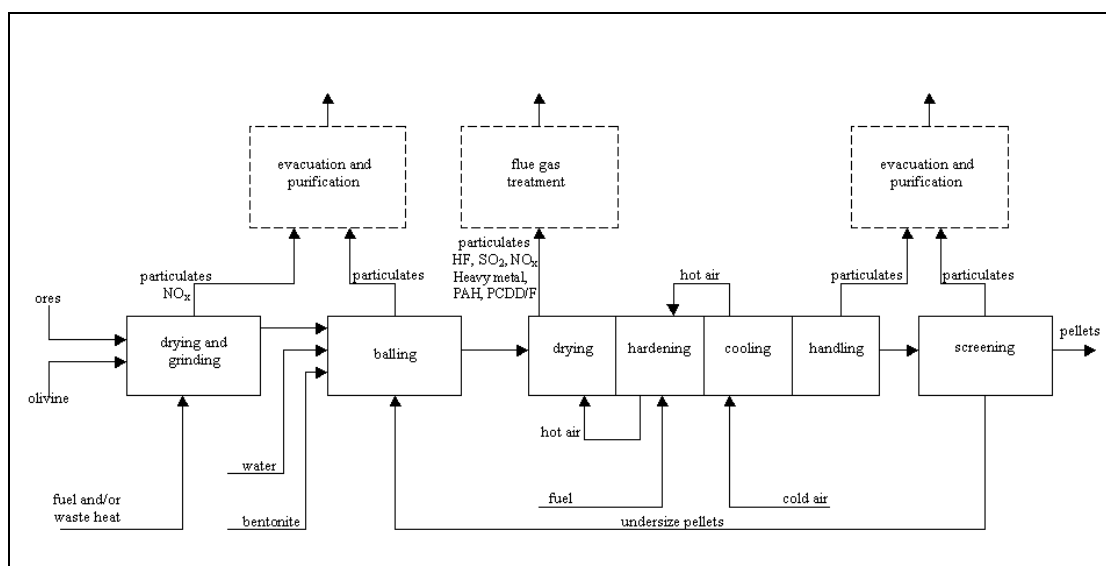 evacuation and
purification
flue gas
treatment
evacuation and
purification
particulates
NOₓ
particulates
particulates
HF, SO₂, NOₓ
Heavy metal,
PAH, PCDD/F
hot air
particulates
particulates
ores
olivine
drying and
grinding
balling
drying
hardening
cooling
handling
screening
pellets
hot air
water
fuel and/or
waste heat
bentonite
fuel
cold air
undersize pellets